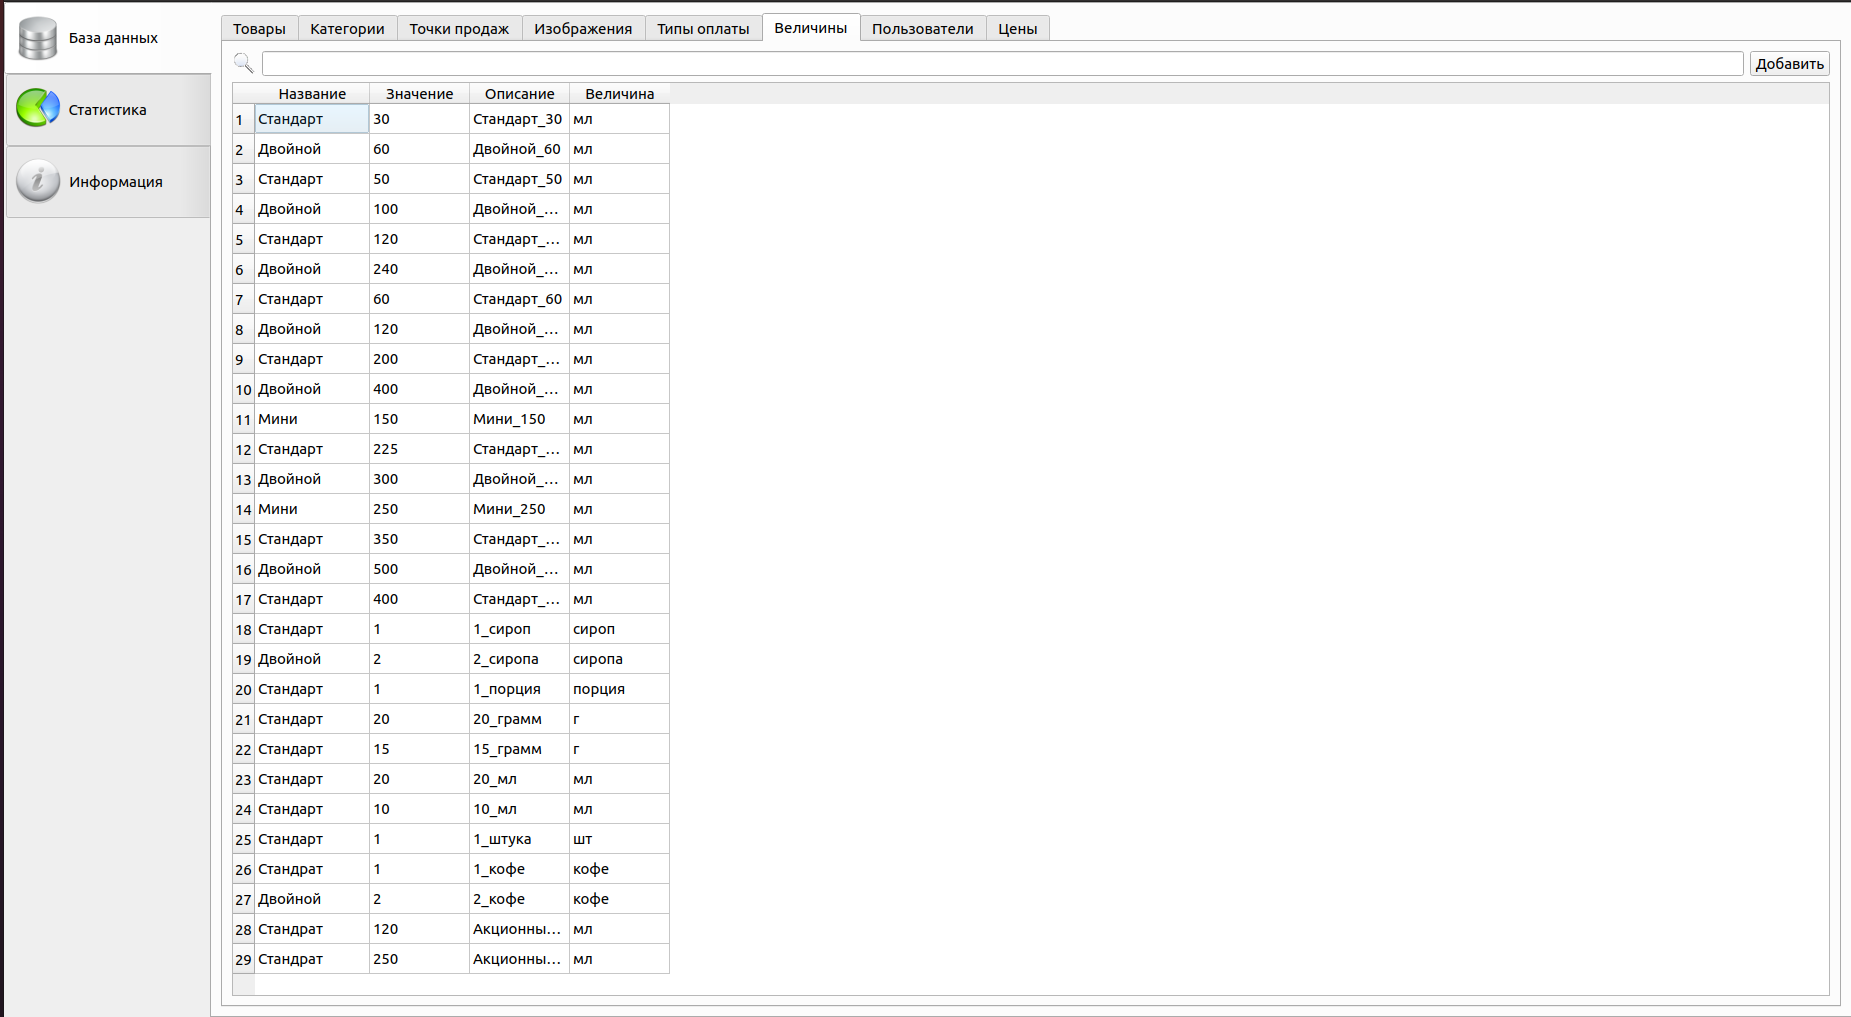 База данных
Статистика
Информация
Товары Категории Точки продаж Изображения Типы оплаты Величины Пользователи Цены
Добавить
Название Значение Описание Величина
1 Стандарт 30 Стандарт_30 мл
2 Двойной 60 Двойной_60 мл
3 Стандарт 50 Стандарт_50 мл
4 Двойной 100 Двойной_... мл
5 Стандарт 120 Стандарт_... мл
6 Двойной 240 Двойной_... мл
7 Стандарт 60 Стандарт_60 мл
8 Двойной 120 Двойной_... мл
9 Стандарт 200 Стандарт_... мл
10 Двойной 400 Двойной_... мл
11 Мини 150 Мини_150 мл
12 Стандарт 225 Стандарт_... мл
13 Двойной 300 Двойной_... мл
14 Мини 250 Мини_250 мл
15 Стандарт 350 Стандарт_... мл
16 Двойной 500 Двойной_... мл
17 Стандарт 400 Стандарт_... мл
18 Стандарт 1 1_сироп сироп
19 Двойной 2 2_сиропа сиропа
20 Стандарт 1 1_порция порция
21 Стандарт 20 20_грамм г
22 Стандарт 15 15_грамм г
23 Стандарт 20 20_мл мл
24 Стандарт 10 10_мл мл
25 Стандарт 1 1_штука шт
26 Стандрат 1 1_кофе кофе
27 Двойной 2 2_кофе кофе
28 Стандрат 120 Акционны... мл
29 Стандрат 250 Акционны... мл